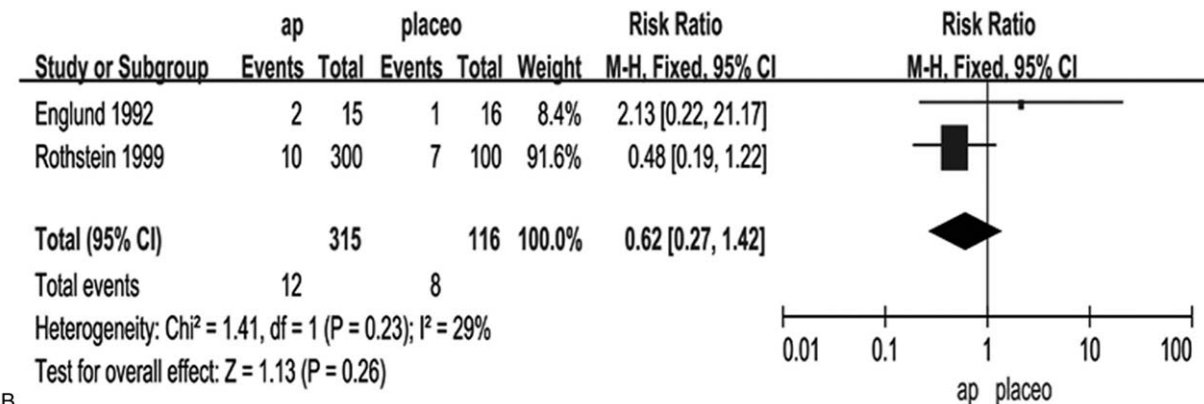 ap placeo Risk Ratio Risk Ratio
Study or Subgroup Events Total Events Total Weight M-H, Fixed, 95% CI M-H, Fixed, 95% CI
Englund 1992 2 15 1 16 8.4% 2.13 [0.22, 21.17]
Rothstein 1999 10 300 7 100 91.6% 0.48 [0.19, 1.22]
Total (95% CI) 315 116 100.0% 0.62 [0.27, 1.42]
Total events 12 8
Heterogeneity: Chi² = 1.41, df = 1 (P = 0.23); I² = 29%
Test for overall effect: Z = 1.13 (P = 0.26)
0.01 0.1 1 10 100
ap placeo
B